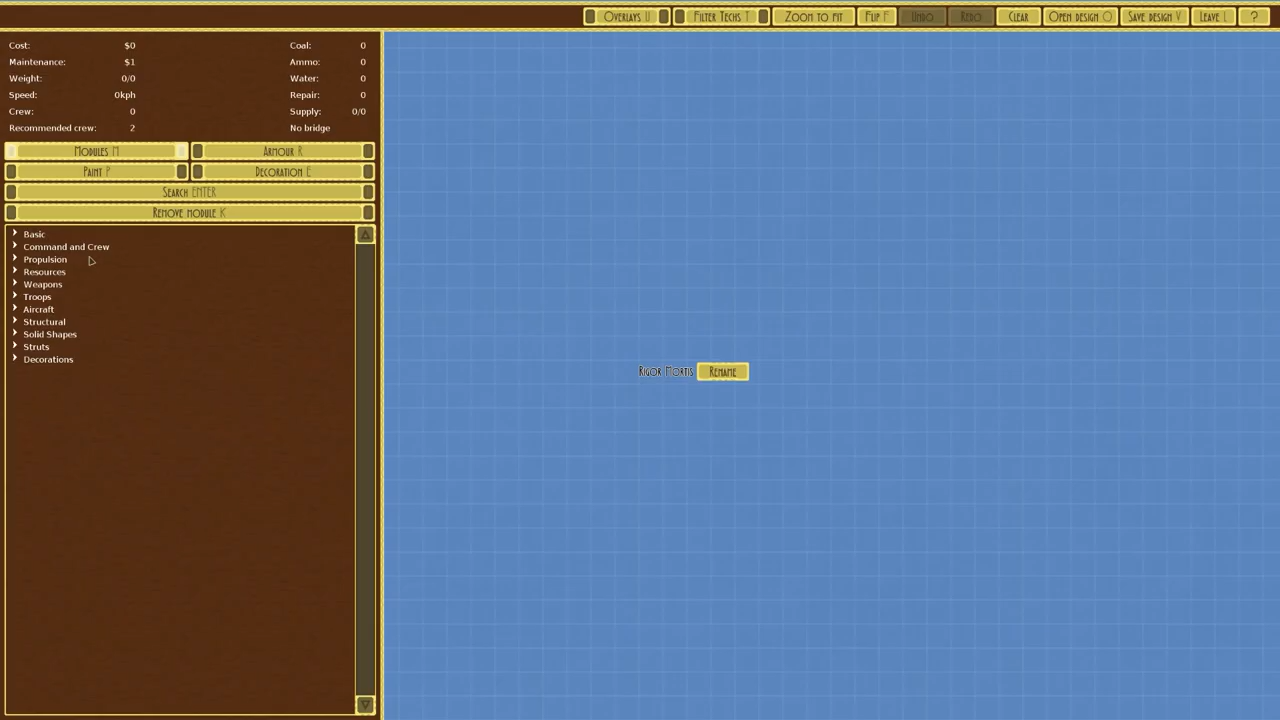 OVERLAYS U FILTER TECHS T ZOOM TO FIT FLIP F UNDO REDO CLEAR OPEN DESIGN O SAVE DESIGN V LEAVE L ?
Cost: $0 Coal: 0
Maintenance: $1 Ammo: 0
Weight: 0/0 Water: 0
Speed: 0kph Repair: 0
Crew: 0 Supply: 0/0
Recommended crew: 2 No bridge
MODULES M ARMOUR R
PAINT P DECORATION E
SEARCH ENTER
REMOVE MODULE K
Basic
Command and Crew
Propulsion
Resources
Weapons
Troops
Aircraft
Structural
Solid Shapes
Struts
Decorations
RIGOR MORTIS RENAME